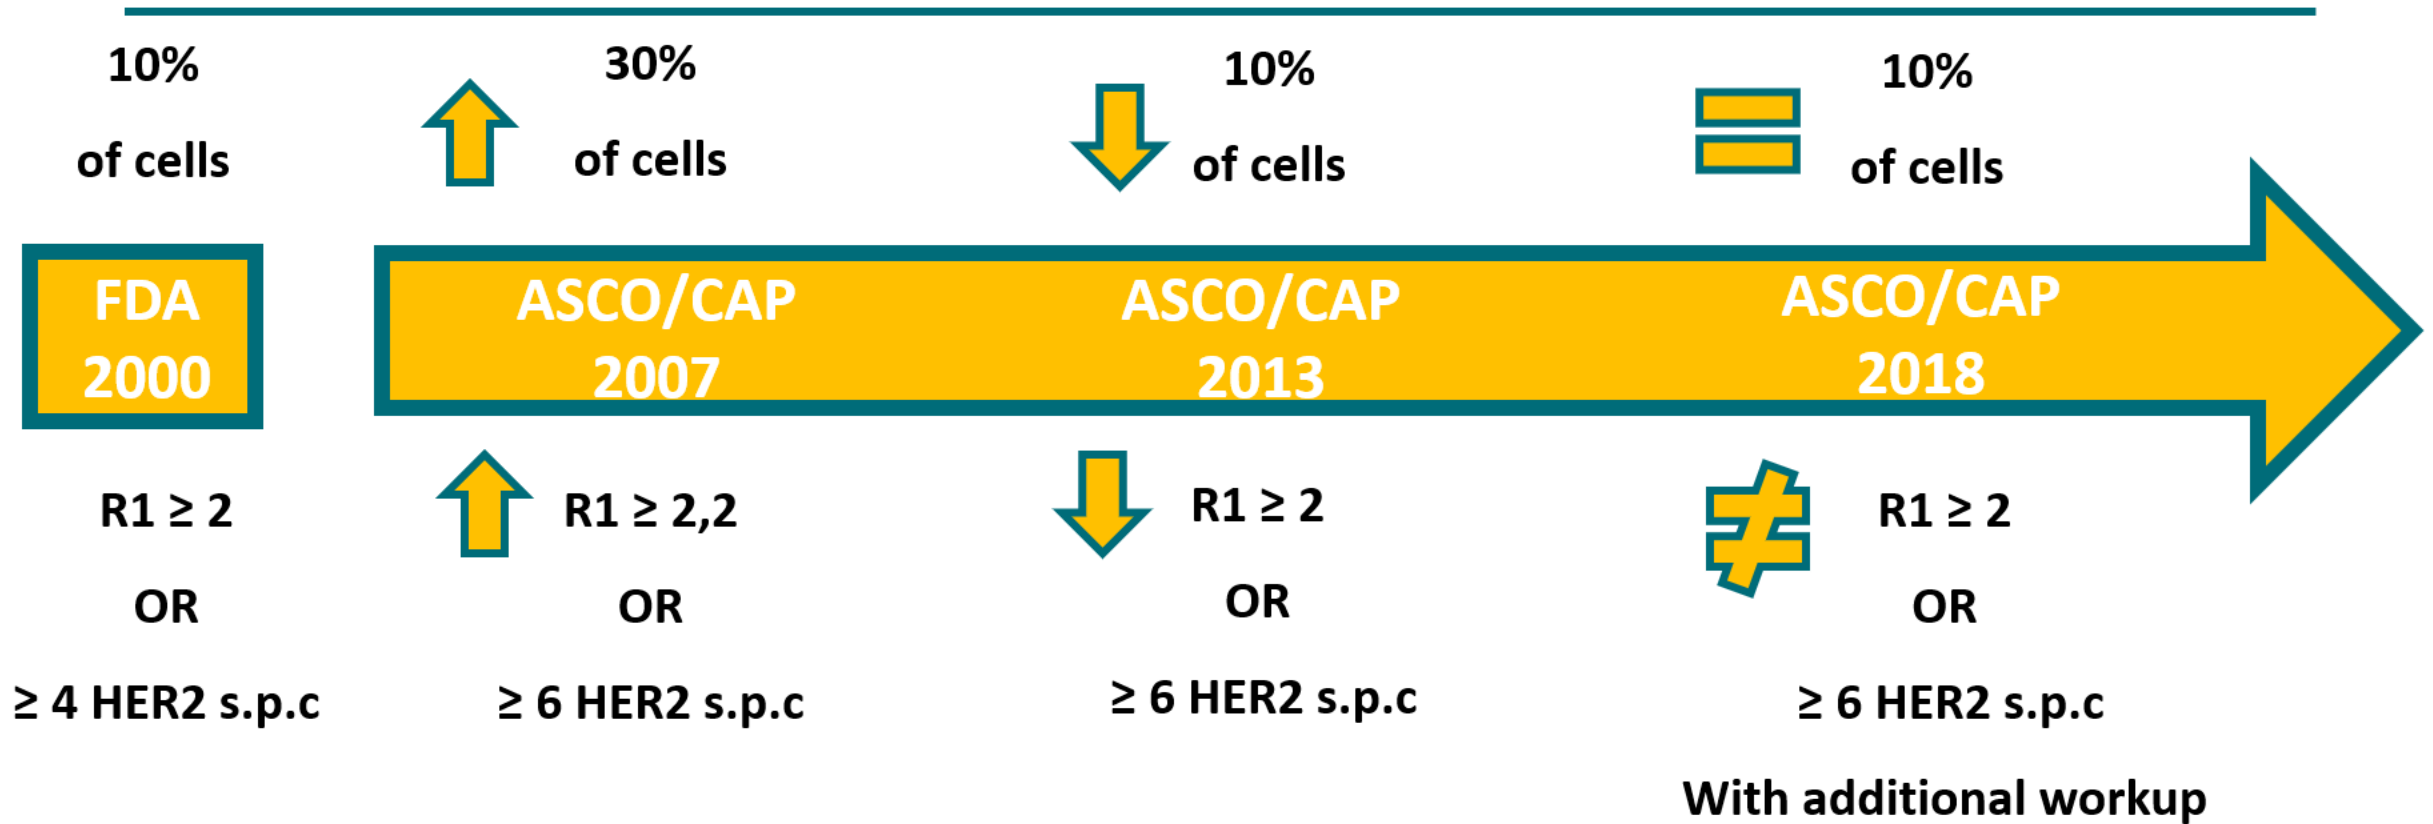 10%
of cells
30%
of cells
10%
of cells
10%
of cells
FDA
2000
ASCO/CAP
2007
ASCO/CAP
2013
ASCO/CAP
2018
R1 ≥ 2
OR
≥ 4 HER2 s.p.c
R1 ≥ 2,2
OR
≥ 6 HER2 s.p.c
R1 ≥ 2
OR
≥ 6 HER2 s.p.c
R1 ≥ 2
OR
≥ 6 HER2 s.p.c
With additional workup